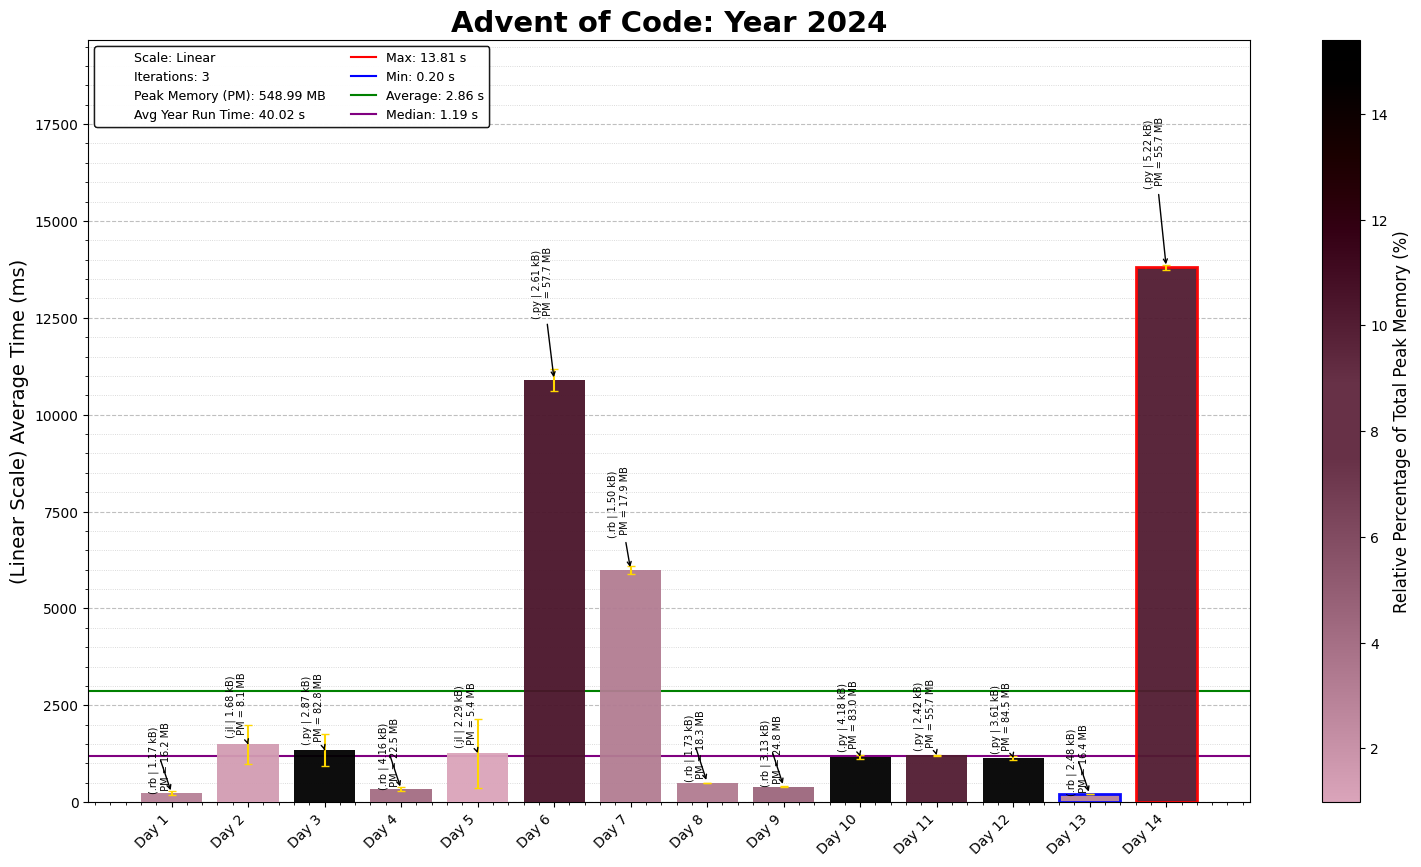 Advent of Code: Year 2024
Scale: Linear
Iterations: 3
Peak Memory (PM): 548.99 MB
Avg Year Run Time: 40.02 s
Max: 13.81 s
Min: 0.20 s
Average: 2.86 s
Median: 1.19 s
(Linear Scale) Average Time (ms)
17500
15000
12500
10000
7500
5000
2500
0
(.rb | 1.17 kB)
PM = 16.2 MB
(.jl | 1.68 kB)
PM = 8.1 MB
(.py | 2.87 kB)
PM = 82.8 MB
(.rb | 4.16 kB)
PM = 22.5 MB
(.jl | 2.29 kB)
PM = 5.4 MB
(.py | 2.61 kB)
PM = 57.7 MB
(.rb | 1.50 kB)
PM = 17.9 MB
(.rb | 1.73 kB)
PM = 18.3 MB
(.rb | 3.13 kB)
PM = 24.8 MB
(.py | 4.18 kB)
PM = 83.0 MB
(.py | 2.42 kB)
PM = 55.7 MB
(.py | 3.61 kB)
PM = 84.5 MB
(.rb | 2.48 kB)
PM = 16.4 MB
(.py | 5.22 kB)
PM = 55.7 MB
Day 1
Day 2
Day 3
Day 4
Day 5
Day 6
Day 7
Day 8
Day 9
Day 10
Day 11
Day 12
Day 13
Day 14
14
12
10
8
6
4
2
Relative Percentage of Total Peak Memory (%)